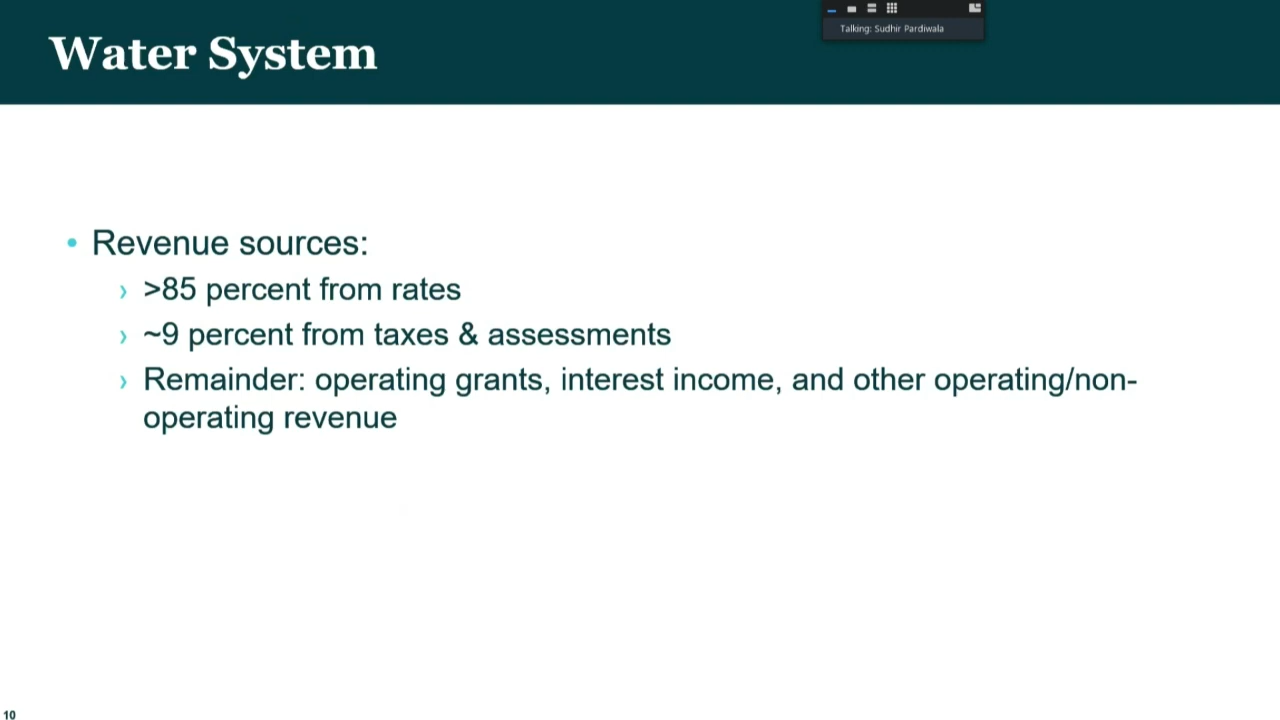 Talking: Sudhir Pardiwala
Water System
• Revenue sources:
› >85 percent from rates
› ~9 percent from taxes & assessments
› Remainder: operating grants, interest income, and other operating/non-
operating revenue
10